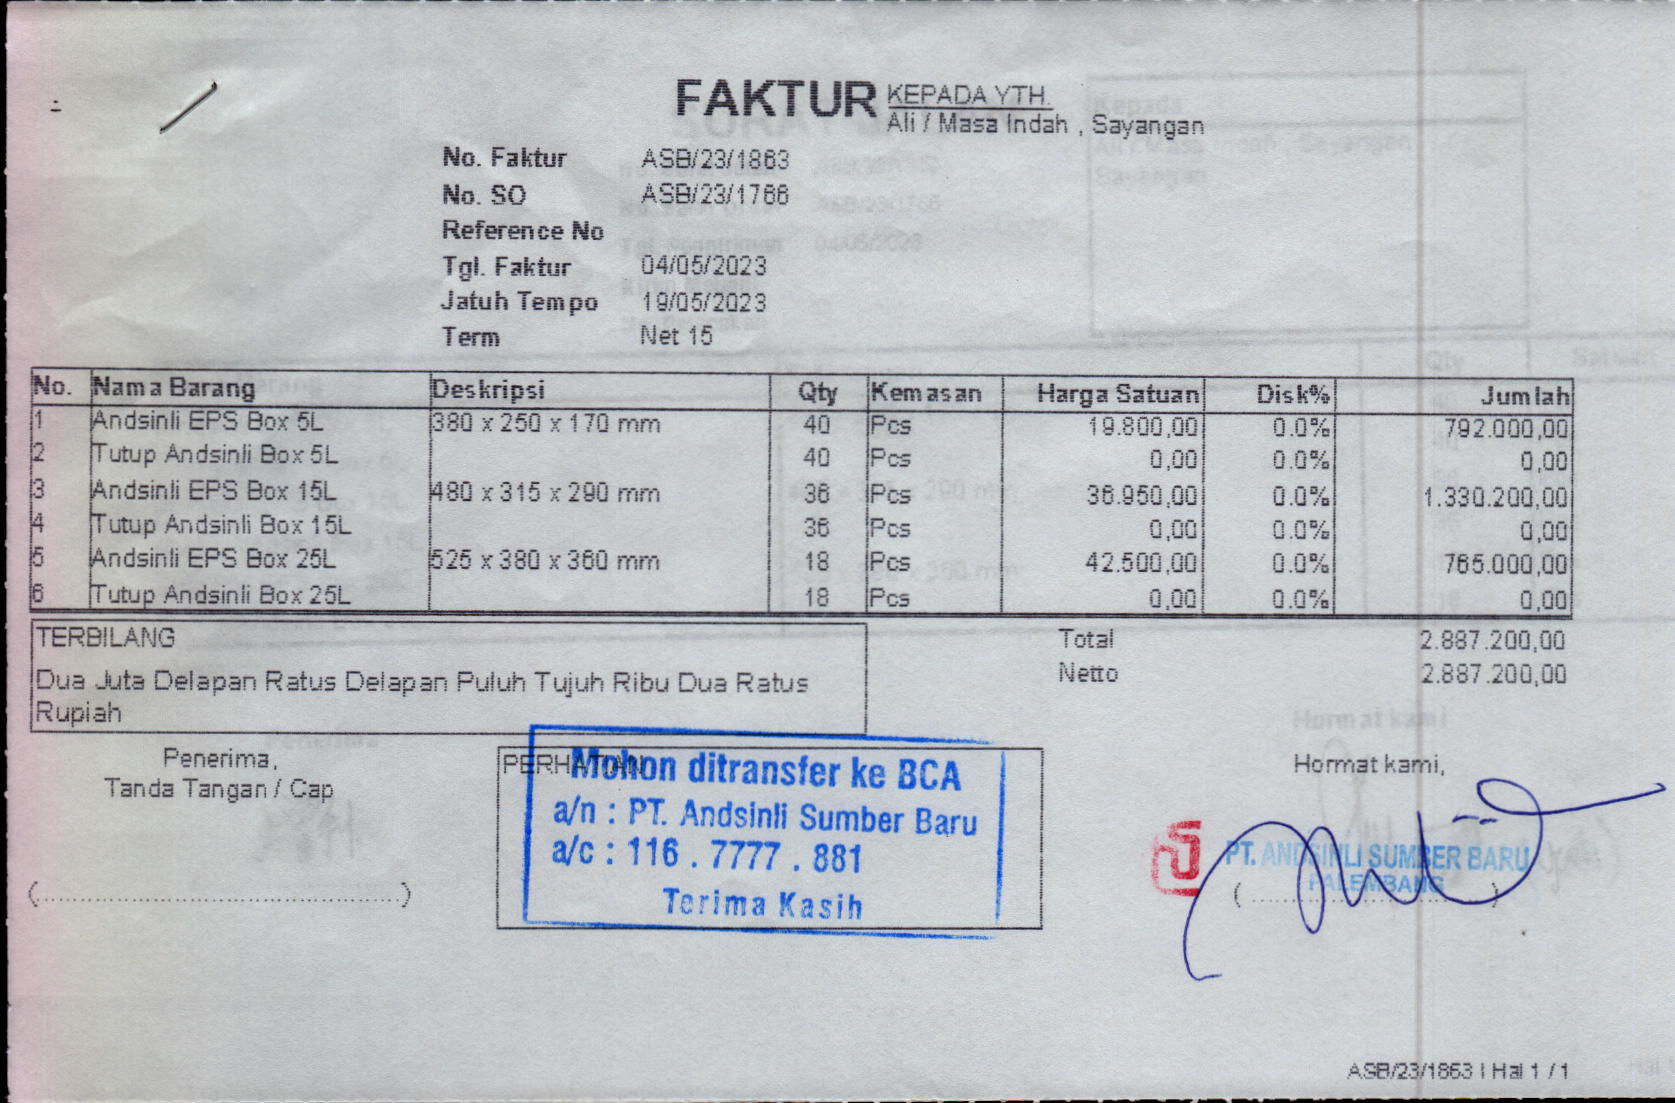 FAKTUR KEPADA YTH.
Ali / Masa Indah , Sayangan
No. Faktur ASB/23/1863
No. SO ASB/23/1766
Reference No
Tgl. Faktur 04/05/2023
Jatuh Tempo 19/05/2023
Term Net 15
No. Nama Barang Deskripsi Qty Kemasan Harga Satuan Disk% Jumlah
1 Andsinli EPS Box 5L 380 x 250 x 170 mm 40 Pcs 19.800,00 0.0% 792.000,00
2 Tutup Andsinli Box 5L 40 Pcs 0,00 0.0% 0,00
3 Andsinli EPS Box 15L 480 x 315 x 290 mm 36 Pcs 36.950,00 0.0% 1.330.200,00
4 Tutup Andsinli Box 15L 36 Pcs 0,00 0.0% 0,00
5 Andsinli EPS Box 25L 525 x 380 x 360 mm 18 Pcs 42.500,00 0.0% 765.000,00
6 Tutup Andsinli Box 25L 18 Pcs 0,00 0.0% 0,00
TERBILANG
Dua Juta Delapan Ratus Delapan Puluh Tujuh Ribu Dua Ratus
Rupiah
Total 2.887.200,00
Netto 2.887.200,00
Penerima,
Tanda Tangan / Cap
PERHATIAN
Mohon ditransfer ke BCA
a/n : PT. Andsinli Sumber Baru
a/c : 116 . 7777 . 881
Terima Kasih
Hormat kami,
PT. ANDSINLI SUMBER BARU
PALEMBANG
ASB/23/1863 | Hal 1 / 1